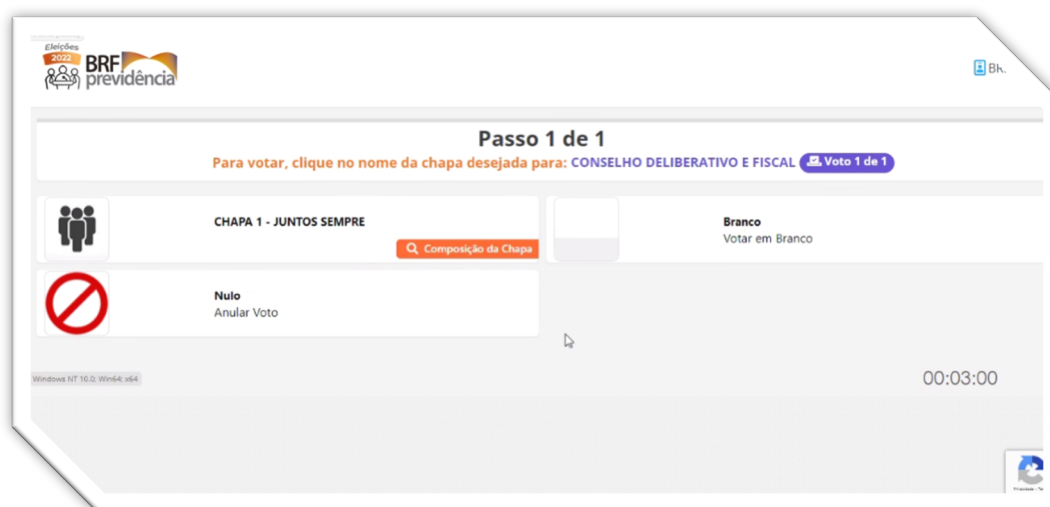 Eleições
2022
BRF
previdência
Passo 1 de 1
Para votar, clique no nome da chapa desejada para: CONSELHO DELIBERATIVO E FISCAL Voto 1 de 1
CHAPA 1 - JUNTOS SEMPRE
Composição da Chapa
Branco
Votar em Branco
Nulo
Anular Voto
Windows NT 10.0; Win64; x64
00:03:00